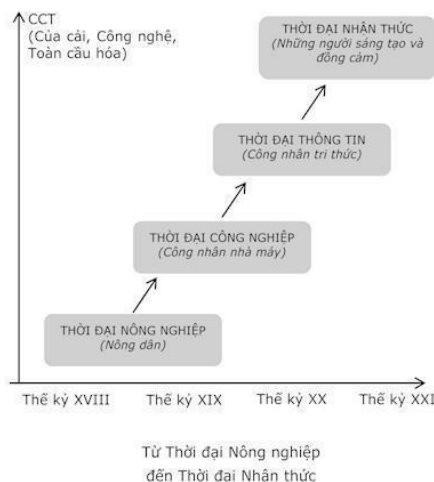 CCT
(Của cải, Công nghệ,
Toàn cầu hóa)
THỜI ĐẠI NHẬN THỨC
(Những người sáng tạo và
đồng cảm)
THỜI ĐẠI THÔNG TIN
(Công nhân tri thức)
THỜI ĐẠI CÔNG NGHIỆP
(Công nhân nhà máy)
THỜI ĐẠI NÔNG NGHIỆP
(Nông dân)
Thế kỷ XVIII Thế kỷ XIX Thế kỷ XX Thế kỷ XXI
Từ Thời đại Nông nghiệp
đến Thời đai Nhân thức